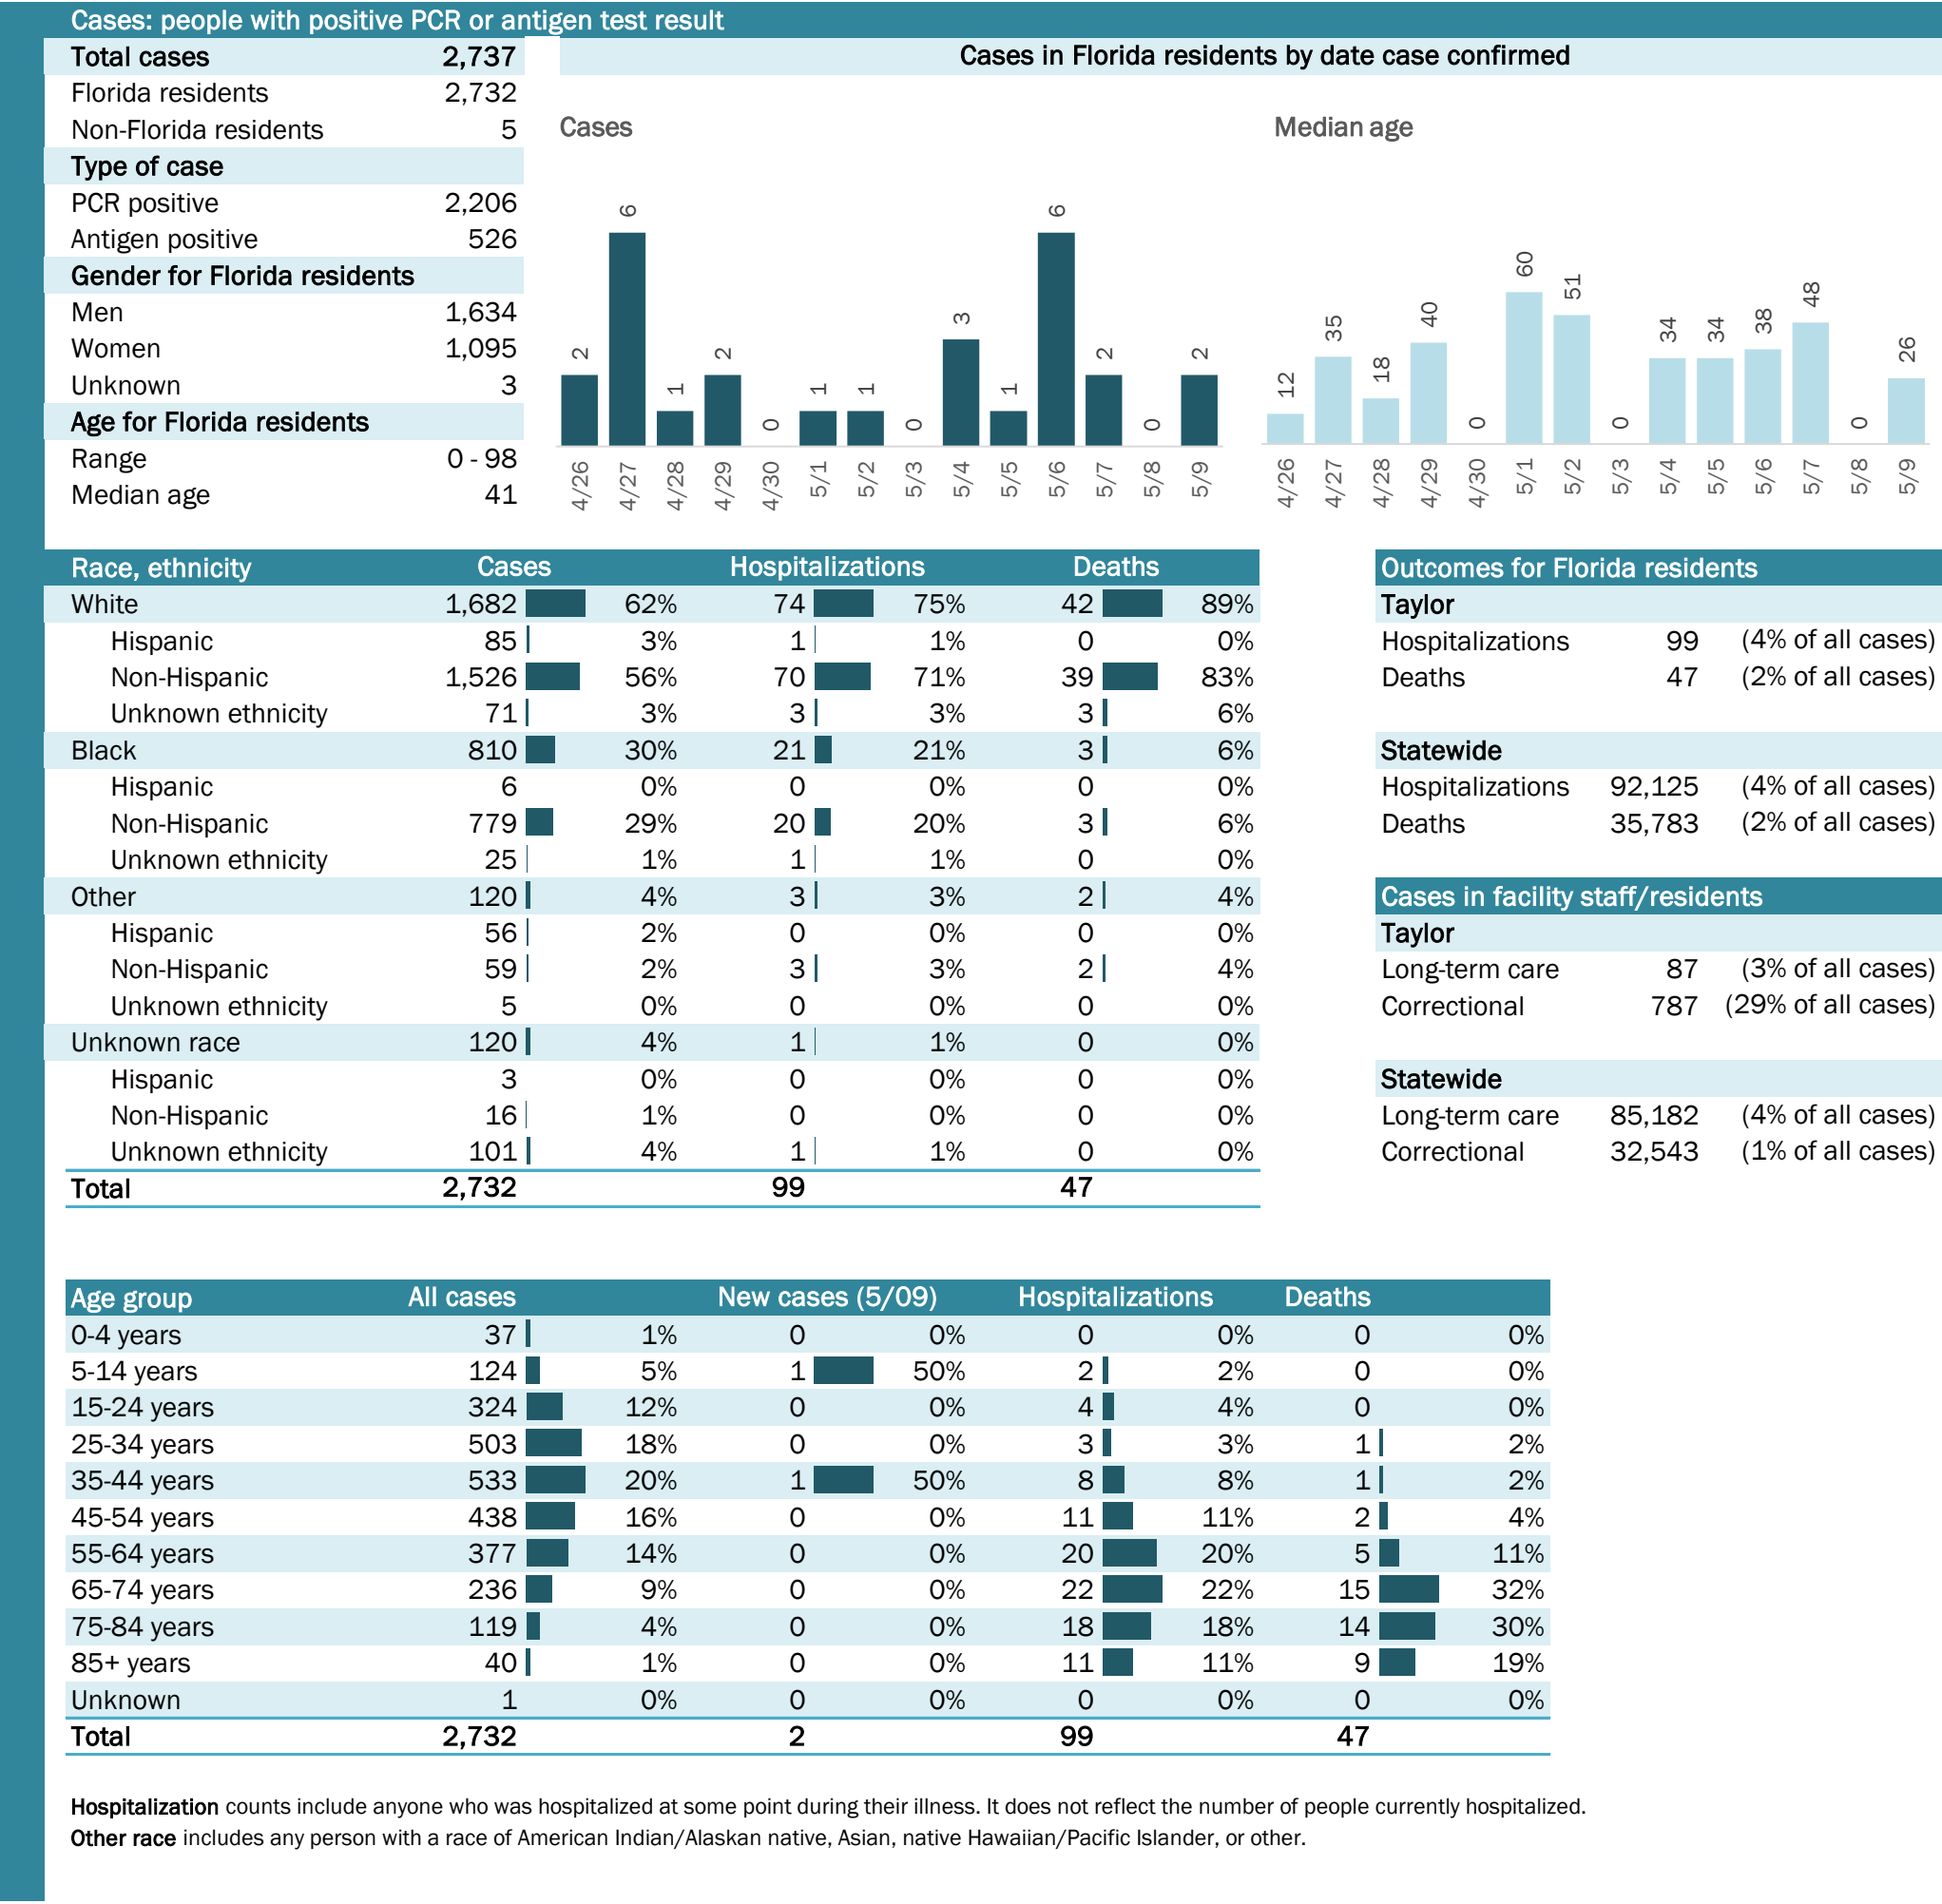 Cases: people with positive PCR or antigen test result
Total cases 2,737
Florida residents 2,732
Non-Florida residents 5
Type of case
PCR positive 2,206
Antigen positive 526
Gender for Florida residents
Men 1,634
Women 1,095
Unknown 3
Age for Florida residents
Range 0 - 98
Median age 41
Cases in Florida residents by date case confirmed
Cases
2 6 1 2 0 1 1 0 3 1 6 2 0 2
4/26 4/27 4/28 4/29 4/30 5/1 5/2 5/3 5/4 5/5 5/6 5/7 5/8 5/9
Median age
12 35 18 40 0 60 51 0 34 34 38 48 0 26
4/26 4/27 4/28 4/29 4/30 5/1 5/2 5/3 5/4 5/5 5/6 5/7 5/8 5/9
Race, ethnicity Cases Hospitalizations Deaths
White 1,682 62% 74 75% 42 89%
Hispanic 85 3% 1 1% 0 0%
Non-Hispanic 1,526 56% 70 71% 39 83%
Unknown ethnicity 71 3% 3 3% 3 6%
Black 810 30% 21 21% 3 6%
Hispanic 6 0% 0 0% 0 0%
Non-Hispanic 779 29% 20 20% 3 6%
Unknown ethnicity 25 1% 1 1% 0 0%
Other 120 4% 3 3% 2 4%
Hispanic 56 2% 0 0% 0 0%
Non-Hispanic 59 2% 3 3% 2 4%
Unknown ethnicity 5 0% 0 0% 0 0%
Unknown race 120 4% 1 1% 0 0%
Hispanic 3 0% 0 0% 0 0%
Non-Hispanic 16 1% 0 0% 0 0%
Unknown ethnicity 101 4% 1 1% 0 0%
Total 2,732 99 47
Outcomes for Florida residents
Taylor
Hospitalizations 99 (4% of all cases)
Deaths 47 (2% of all cases)
Statewide
Hospitalizations 92,125 (4% of all cases)
Deaths 35,783 (2% of all cases)
Cases in facility staff/residents
Taylor
Long-term care 87 (3% of all cases)
Correctional 787 (29% of all cases)
Statewide
Long-term care 85,182 (4% of all cases)
Correctional 32,543 (1% of all cases)
Age group All cases New cases (5/09) Hospitalizations Deaths
0-4 years 37 1% 0 0% 0 0% 0 0%
5-14 years 124 5% 1 50% 2 2% 0 0%
15-24 years 324 12% 0 0% 4 4% 0 0%
25-34 years 503 18% 0 0% 3 3% 1 2%
35-44 years 533 20% 1 50% 8 8% 1 2%
45-54 years 438 16% 0 0% 11 11% 2 4%
55-64 years 377 14% 0 0% 20 20% 5 11%
65-74 years 236 9% 0 0% 22 22% 15 32%
75-84 years 119 4% 0 0% 18 18% 14 30%
85+ years 40 1% 0 0% 11 11% 9 19%
Unknown 1 0% 0 0% 0 0% 0 0%
Total 2,732 2 99 47
Hospitalization counts include anyone who was hospitalized at some point during their illness. It does not reflect the number of people currently hospitalized.
Other race includes any person with a race of American Indian/Alaskan native, Asian, native Hawaiian/Pacific Islander, or other.